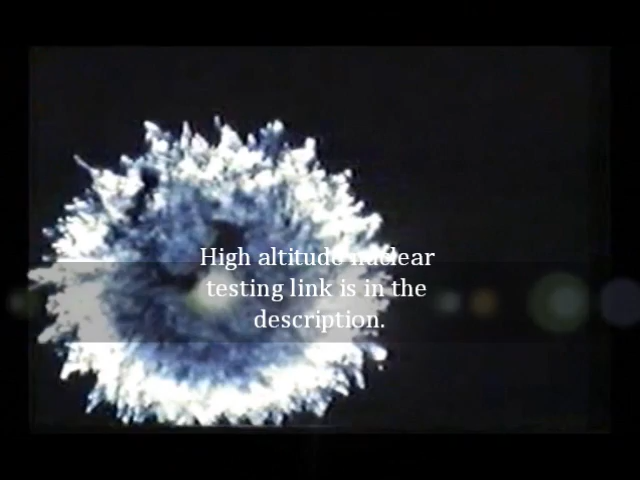 High altitude nuclear
testing link is in the
description.